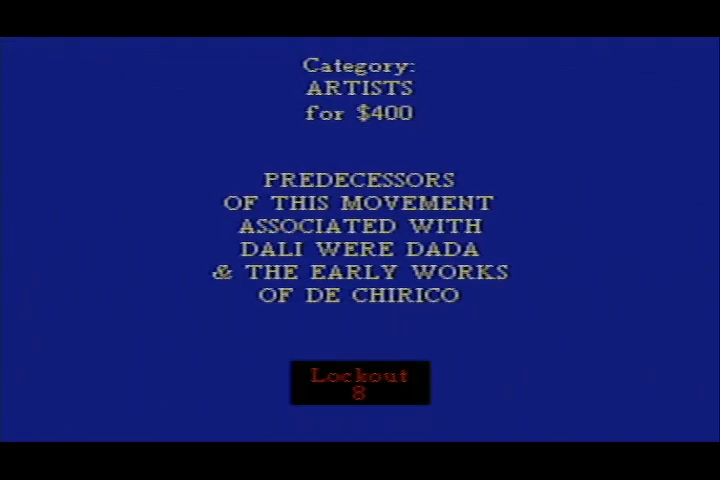 Category:
ARTISTS
for $400
PREDECESSORS
OF THIS MOVEMENT
ASSOCIATED WITH
DALI WERE DADA
& THE EARLY WORKS
OF DE CHIRICO
Lockout
8